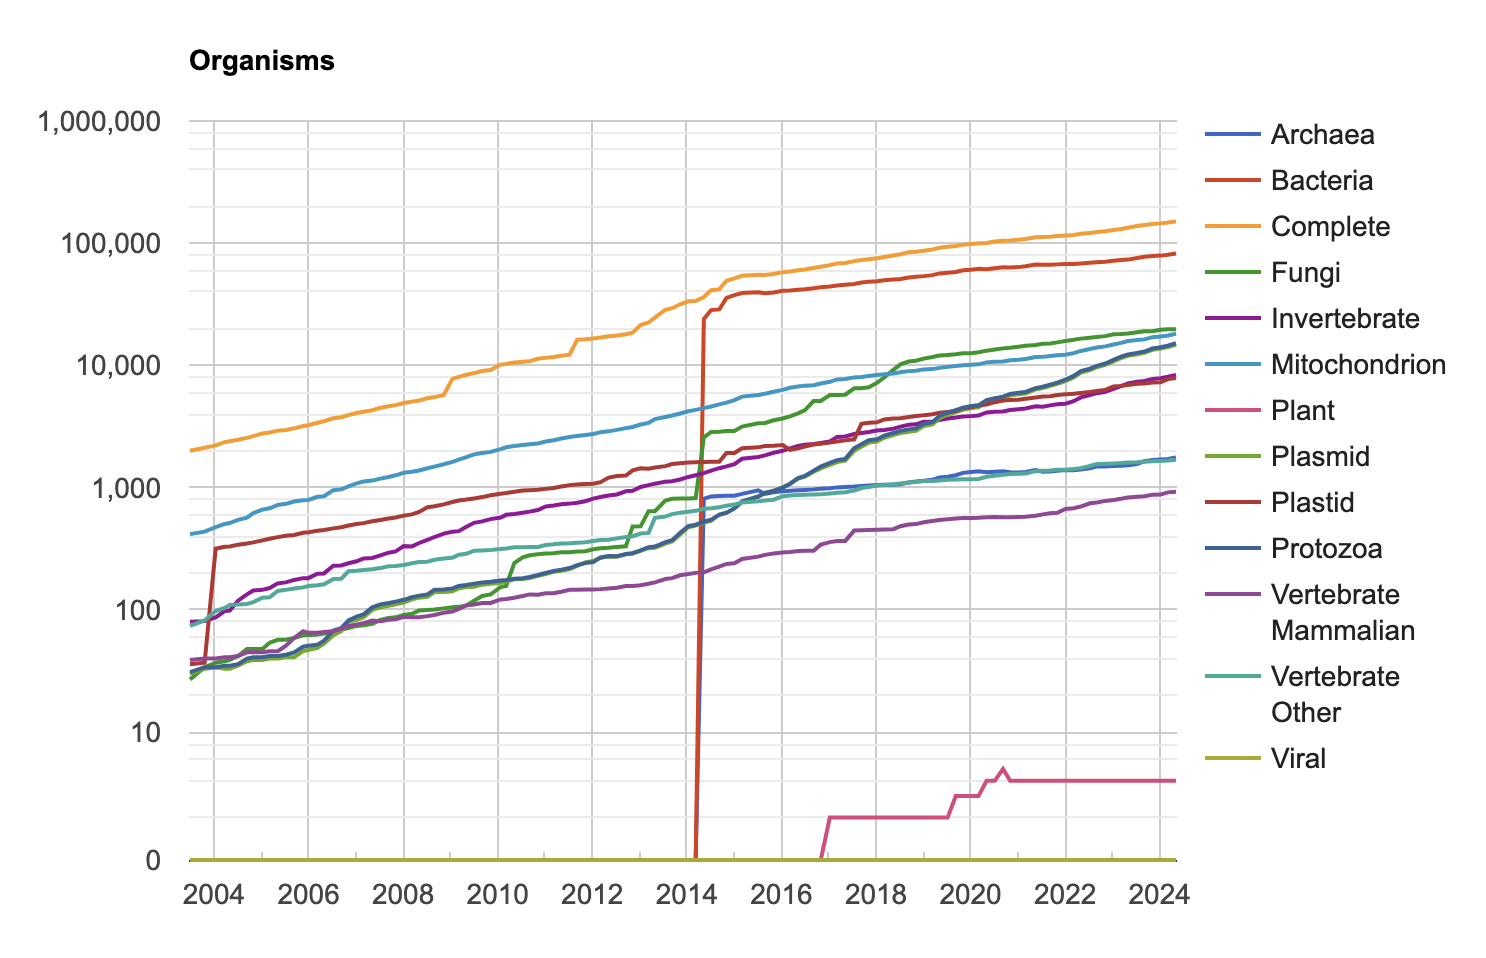 Organisms
1,000,000
100,000
10,000
1,000
100
10
0
2004 2006 2008 2010 2012 2014 2016 2018 2020 2022 2024
Archaea
Bacteria
Complete
Fungi
Invertebrate
Mitochondrion
Plant
Plasmid
Plastid
Protozoa
Vertebrate
Mammalian
Vertebrate
Other
Viral